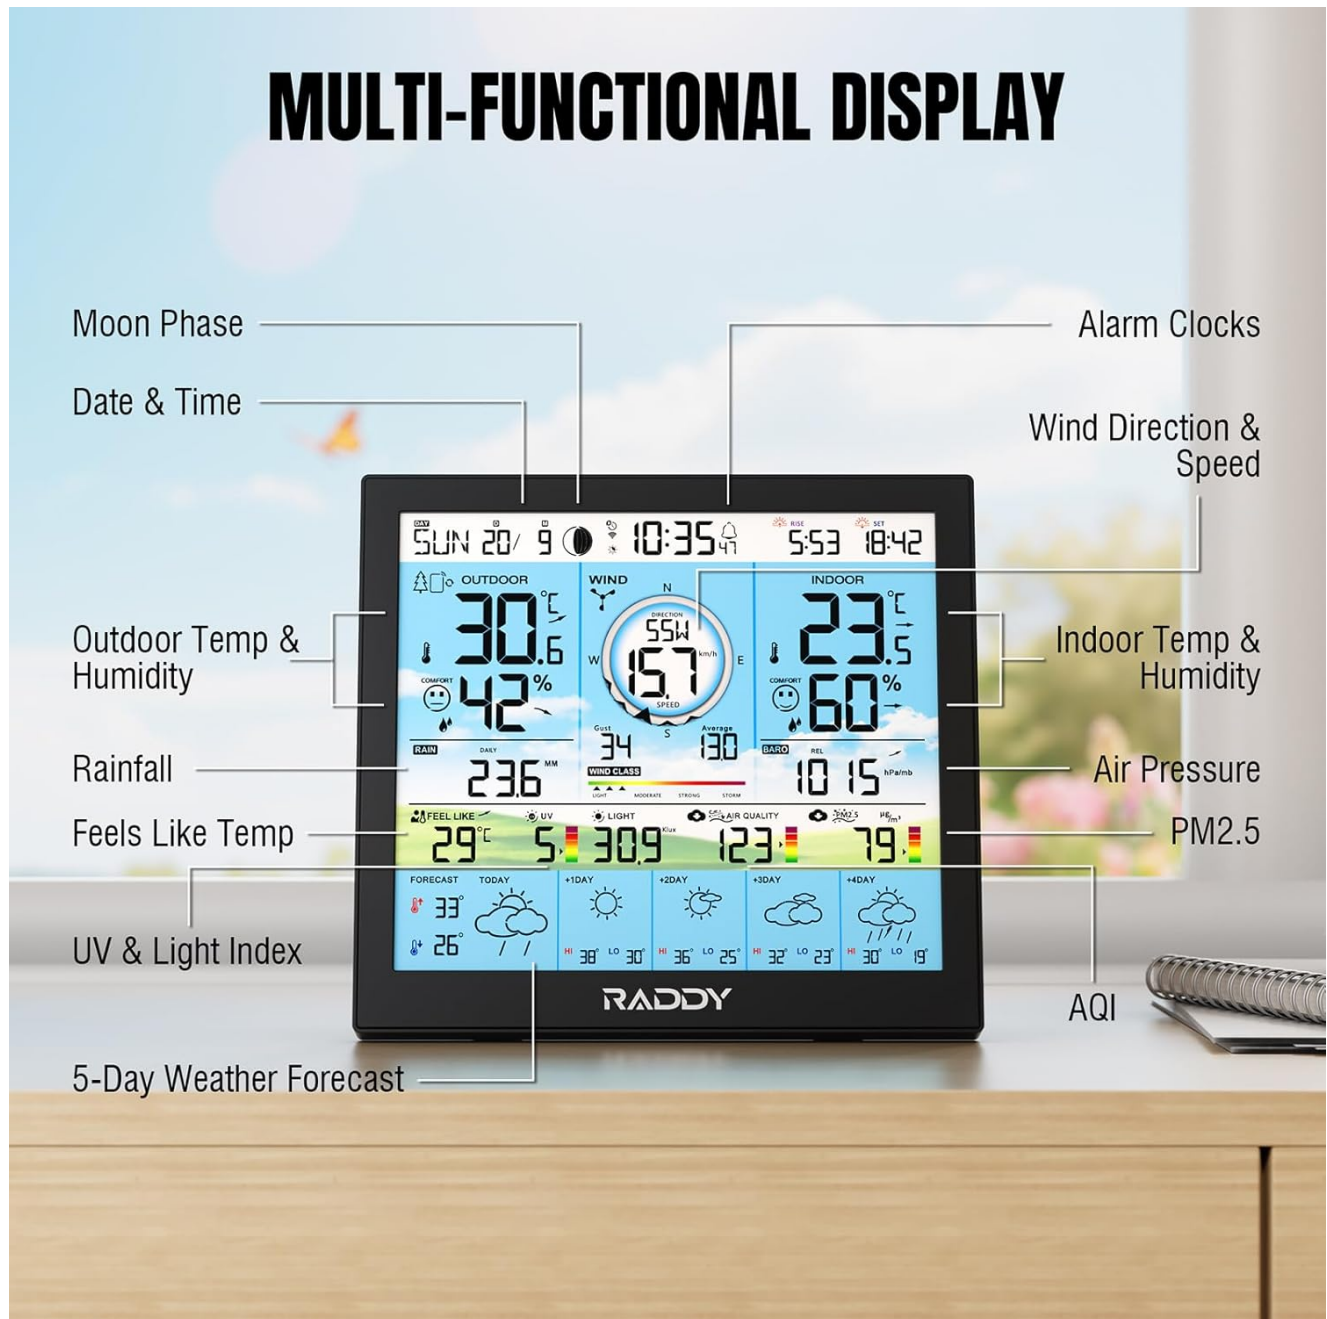 MULTI-FUNCTIONAL DISPLAY
Moon Phase
Alarm Clocks
Date & Time
Wind Direction &
Speed
DAY D M RISE SET
SUN 20/ 9 10:35 47 5:53 18:42
OUTDOOR WIND N INDOOR
30.6 °C DIRECTION SSW 23.5 °C
W 15.7 km/h E
SPEED
S
COMFORT 42 % COMFORT 60 %
Outdoor Temp &
Humidity
Indoor Temp &
Humidity
Gust Average
34 13.0
RAIN DAILY BARO REL
23.6 MM 1015 hPa/mb
WIND CLASS
LIGHT MODERATE STRONG STORM
Rainfall
Air Pressure
FEEL LIKE UV LIGHT AIR QUALITY PM2.5 µg/m³
29°C 5 30.9 Klux 123 79
Feels Like Temp
PM2.5
FORECAST TODAY +1DAY +2DAY +3DAY +4DAY
33°
26°
HI 38° LO 30° HI 36° LO 25° HI 32° LO 23° HI 30° LO 19°
UV & Light Index
RADDY
AQI
5-Day Weather Forecast